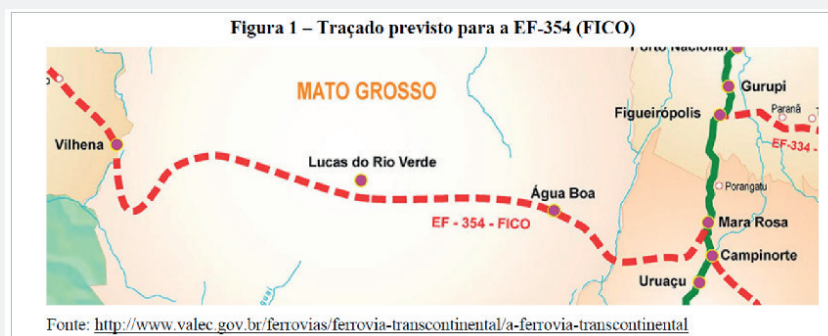 Figura 1 – Traçado previsto para a EF-354 (FICO)
Porto Nacional
MATO GROSSO
Gurupi
Figueirópolis
Paranã
EF-334 -
Vilhena
Lucas do Rio Verde
Água Boa
Porangatu
EF - 354 - FICO
Mara Rosa
Campinorte
Uruaçu
Fonte: http://www.valec.gov.br/ferrovias/ferrovia-transcontinental/a-ferrovia-transcontinental